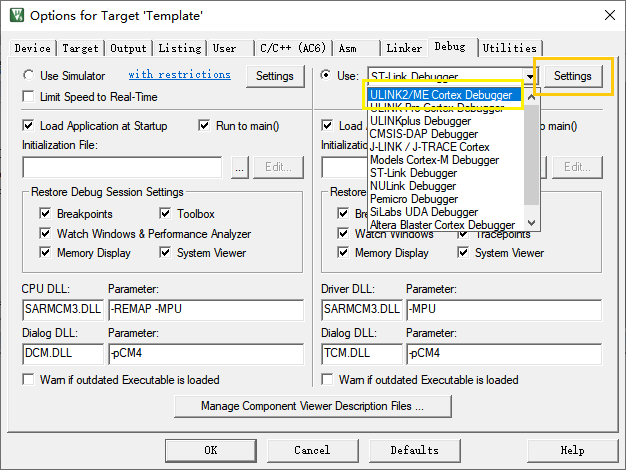 Options for Target 'Template'
Device Target Output Listing User C/C++ (AC6) Asm Linker Debug Utilities
Use Simulator with restrictions Settings
Limit Speed to Real-Time
Use: ST-Link Debugger Settings
ULINK2/ME Cortex Debugger
ULINK Pro Cortex Debugger
ULINKplus Debugger
CMSIS-DAP Debugger
J-LINK / J-TRACE Cortex
Models Cortex-M Debugger
ST-Link Debugger
NULink Debugger
Pemicro Debugger
SiLabs UDA Debugger
Altera Blaster Cortex Debugger
Load Application at Startup Run to main()
Initialization File:
... Edit...
Restore Debug Session Settings
Breakpoints Toolbox
Watch Windows & Performance Analyzer
Memory Display System Viewer
CPU DLL: Parameter:
SARMCM3.DLL -REMAP -MPU
Dialog DLL: Parameter:
DCM.DLL -pCM4
Warn if outdated Executable is loaded
Load main()
Initialization
Edit...
Restore
Watch Windows Tracepoints
Memory Display System Viewer
Driver DLL: Parameter:
SARMCM3.DLL -MPU
Dialog DLL: Parameter:
TCM.DLL -pCM4
Warn if outdated Executable is loaded
Manage Component Viewer Description Files ...
OK Cancel Defaults Help